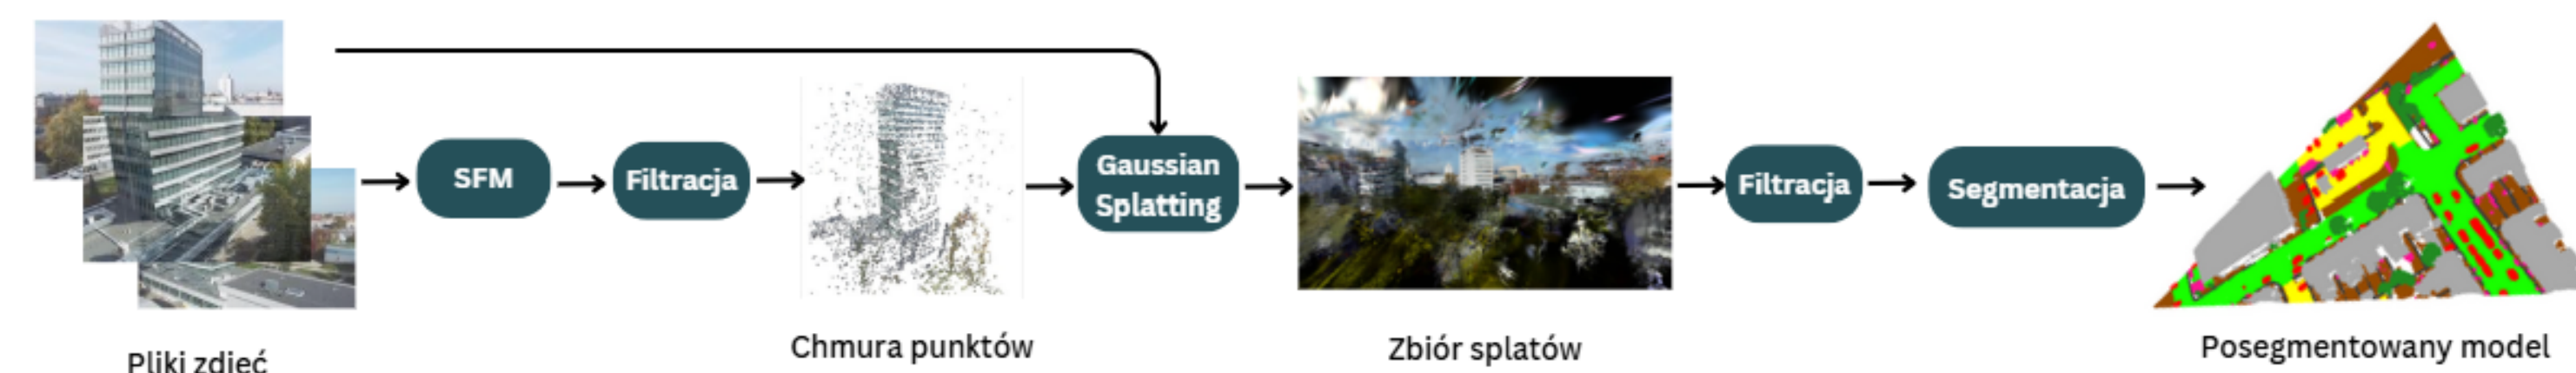 SFM
Filtracja
Gaussian
Splatting
Filtracja
Segmentacja
Pliki zdjęć
Chmura punktów
Zbiór splatów
Posegmentowany model